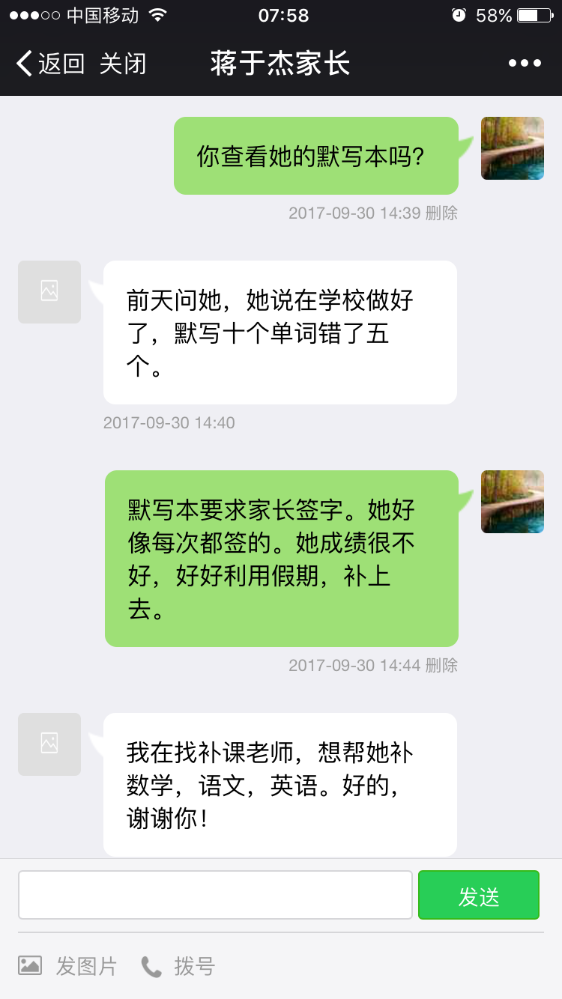 中国移动 07:58 58%
返回 关闭 蒋于杰家长
你查看她的默写本吗?
2017-09-30 14:39 删除
前天问她，她说在学校做好
了，默写十个单词错了五
个。
2017-09-30 14:40
默写本要求家长签字。她好
像每次都签的。她成绩很不
好，好好利用假期，补上
去。
2017-09-30 14:44 删除
我在找补课老师，想帮她补
数学，语文，英语。好的，
谢谢你！
发送
发图片 拨号